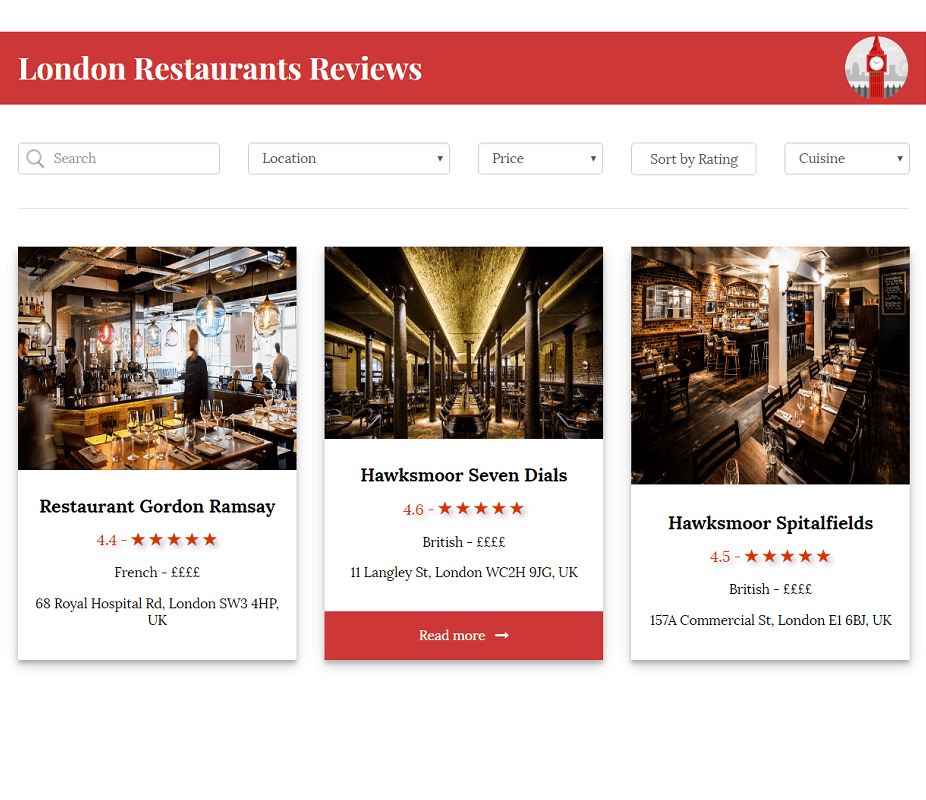 London Restaurants Reviews
Search
Location
Price
Sort by Rating
Cuisine
Restaurant Gordon Ramsay
4.4 - ★★★★★
French - ££££
68 Royal Hospital Rd, London SW3 4HP,
UK
Hawksmoor Seven Dials
4.6 - ★★★★★
British - ££££
11 Langley St, London WC2H 9JG, UK
Read more →
Hawksmoor Spitalfields
4.5 - ★★★★★
British - ££££
157A Commercial St, London E1 6BJ, UK